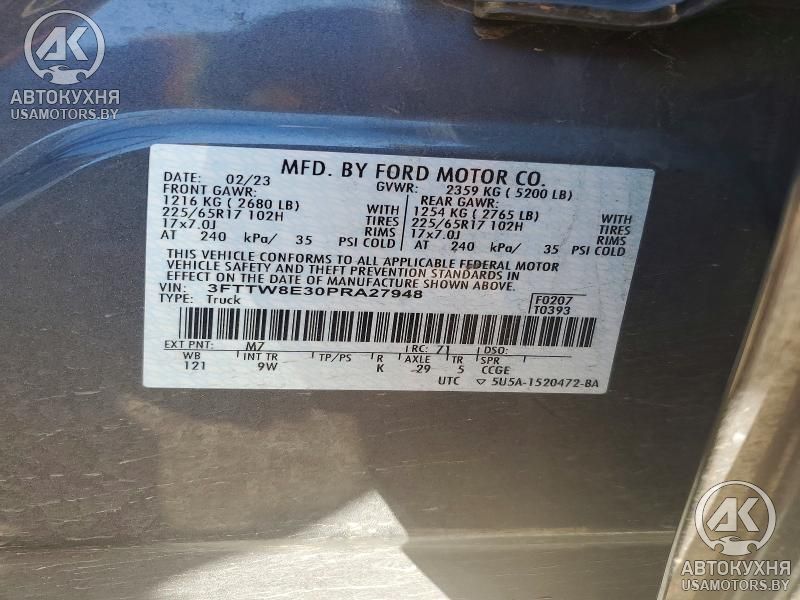 AK
АВТОКУХНЯ
USAMOTORS.BY
MFD. BY FORD MOTOR CO.
DATE: 02/23 GVWR: 2359 KG ( 5200 LB)
FRONT GAWR: REAR GAWR:
1216 KG ( 2680 LB) 1254 KG ( 2765 LB)
225/65R17 102H TIRES 225/65R17 102H TIRES
17x7.0J RIMS 17x7.0J RIMS
AT 240 kPa/ 35 PSI COLD AT 240 kPa/ 35 PSI COLD
THIS VEHICLE CONFORMS TO ALL APPLICABLE FEDERAL MOTOR
VEHICLE SAFETY AND THEFT PREVENTION STANDARDS IN
EFFECT ON THE DATE OF MANUFACTURE SHOWN ABOVE.
VIN: 3FTTW8E30PRA27948
TYPE: Truck
F0207
T0393
EXT PNT: M7 RC: 71 DSO:
WB INT TR TP/PS R AXLE TR SPR
121 9W K 29 5 CCGE
UTC ▽ 5U5A-1520472-BA
AK
АВТОКУХНЯ
USAMOTORS.BY